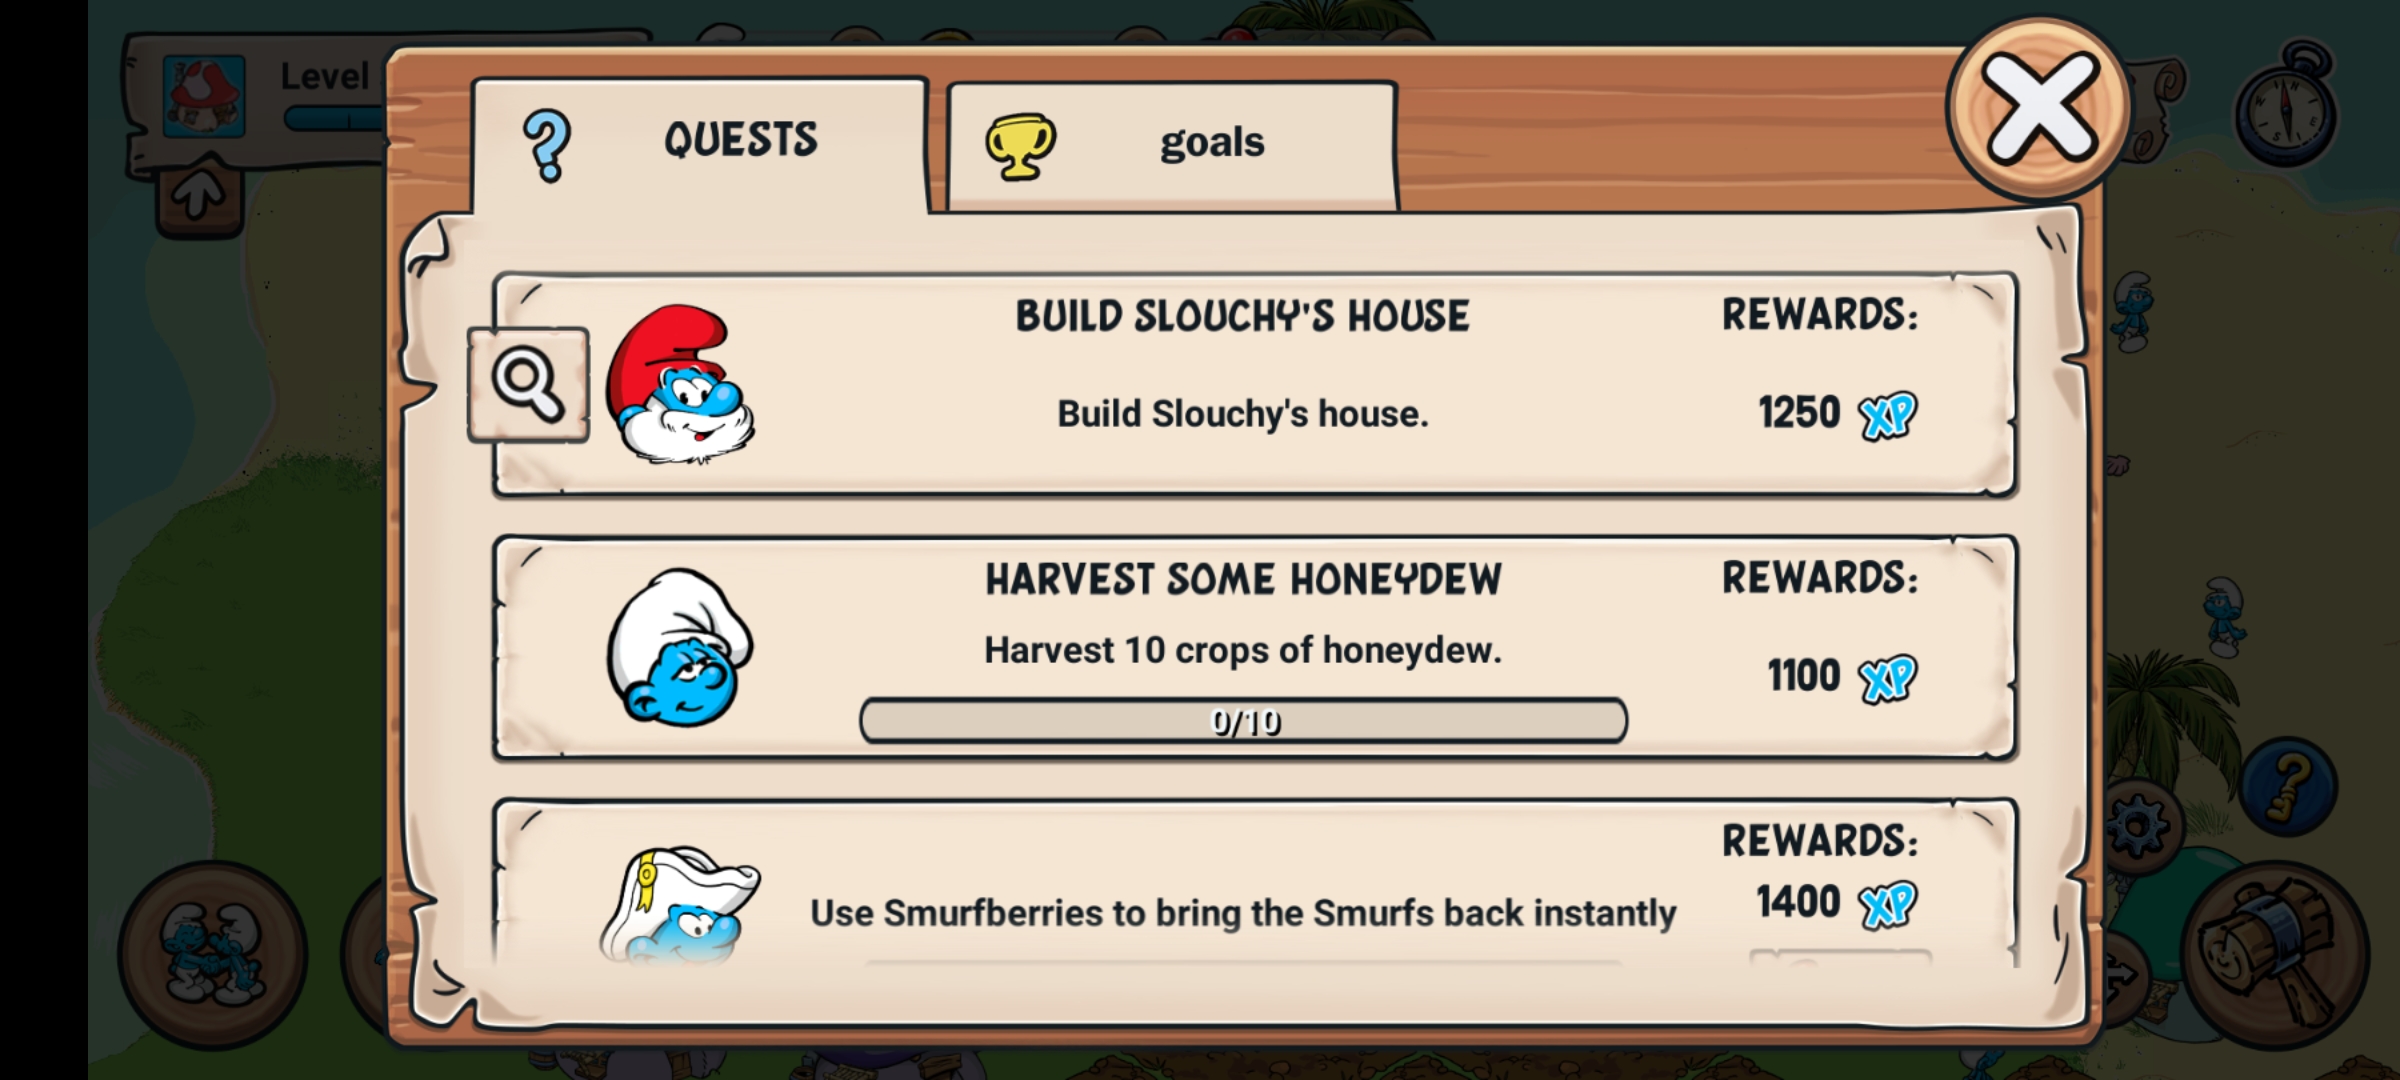 Level
QUESTS
goals
BUILD SLOUCHY'S HOUSE
Build Slouchy's house.
REWARDS:
1250 XP
HARVEST SOME HONEYDEW
Harvest 10 crops of honeydew.
0/10
REWARDS:
1100 XP
Use Smurfberries to bring the Smurfs back instantly
REWARDS:
1400 XP